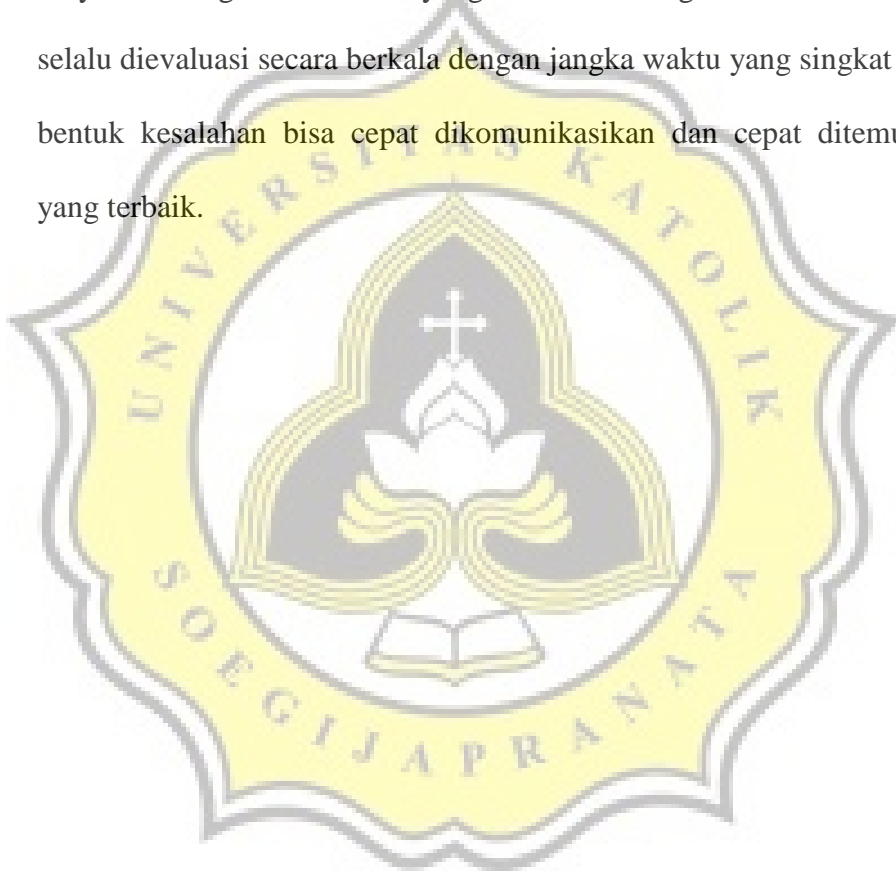 selalu dievaluasi secara berkala dengan jangka waktu yang singkat
bentuk kesalahan bisa cepat dikomunikasikan dan cepat ditemu
yang terbaik.
UNIVERSITAS KATOLIK
SOEGIJAPRANATA